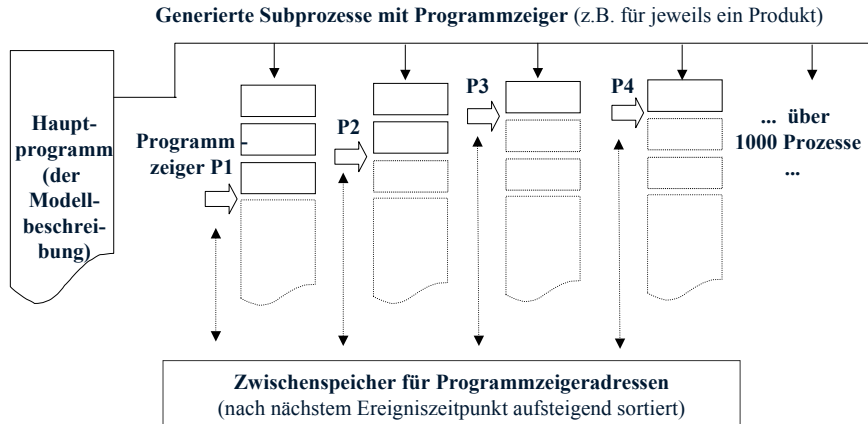 Generierte Subprozesse mit Programmzeiger (z.B. für jeweils ein Produkt)
Haupt-
programm
(der
Modell-
beschrei-
bung)
Programm -
zeiger P1
P2
P3
P4
... über
1000 Prozesse
...
Zwischenspeicher für Programmzeigeradressen
(nach nächstem Ereigniszeitpunkt aufsteigend sortiert)